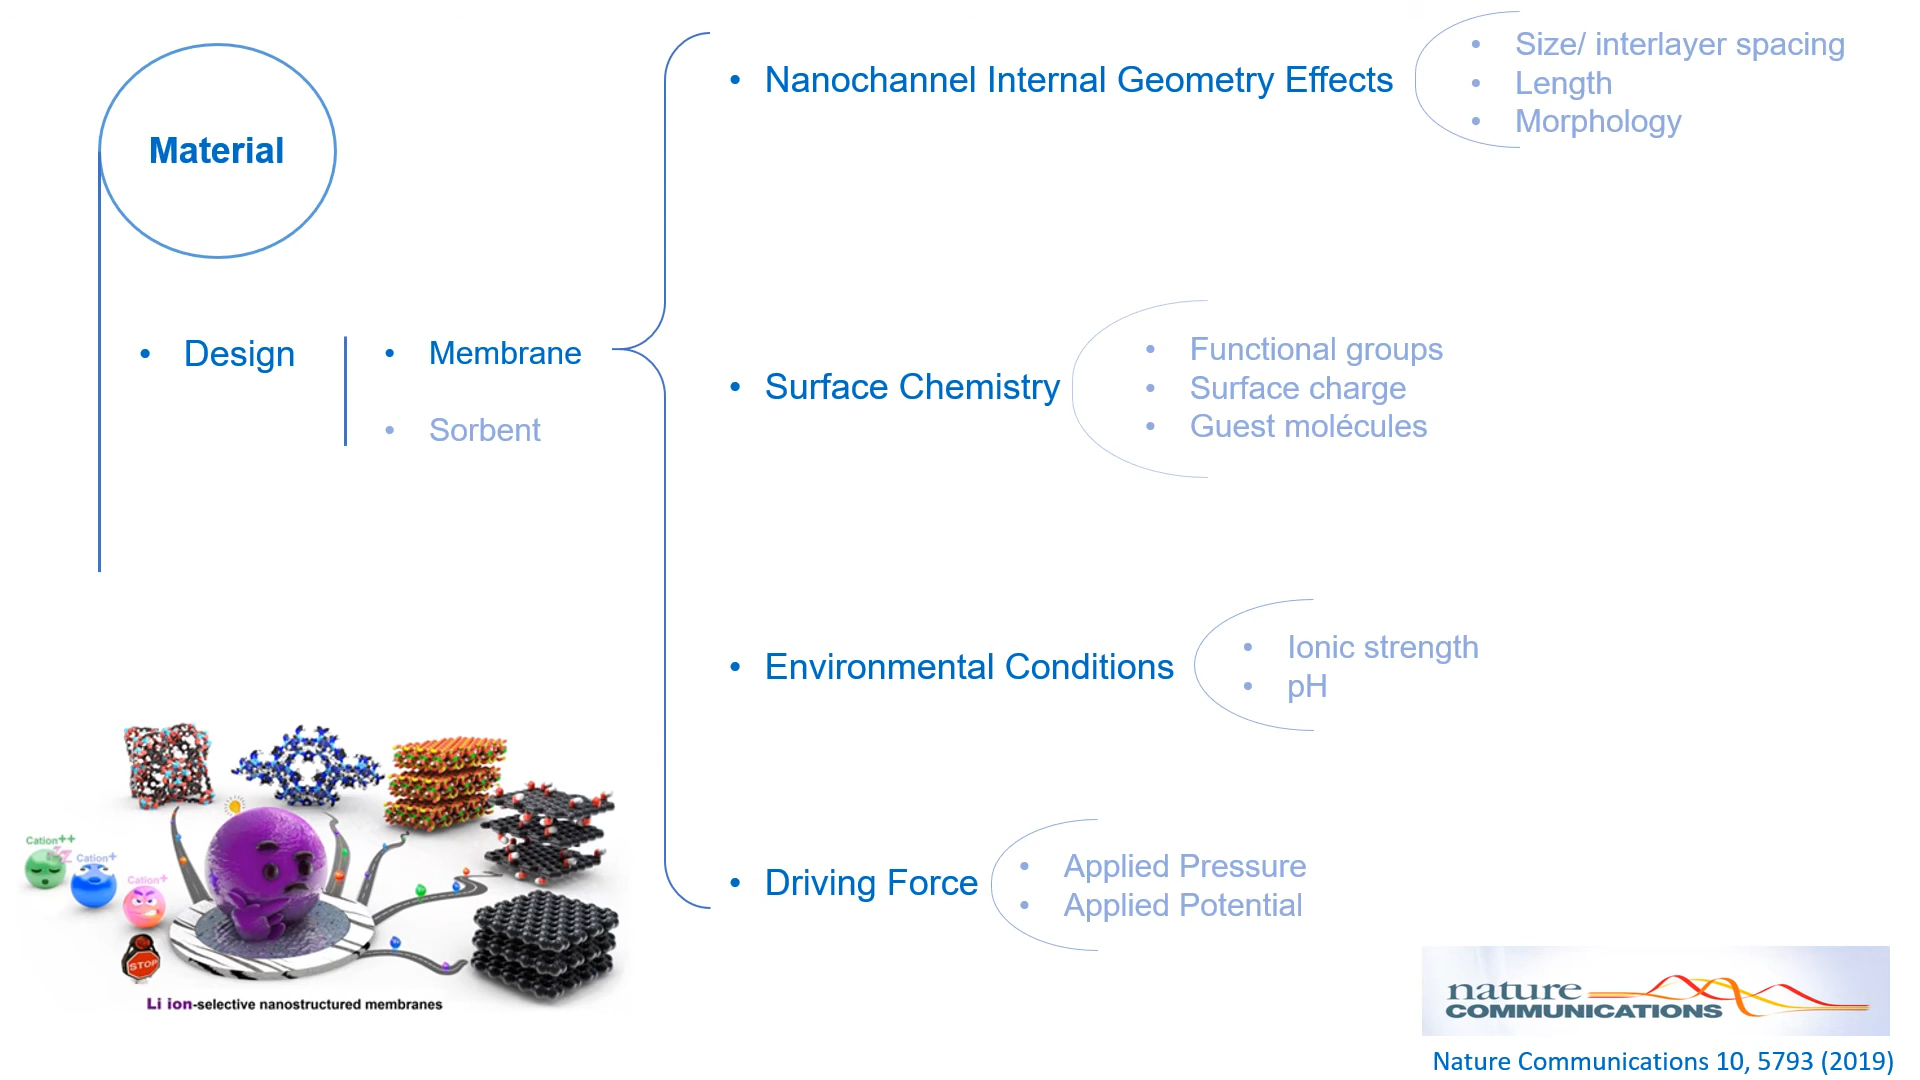 Material
• Design
• Membrane
• Sorbent
• Nanochannel Internal Geometry Effects
• Size/ interlayer spacing
• Length
• Morphology
• Surface Chemistry
• Functional groups
• Surface charge
• Guest molécules
• Environmental Conditions
• Ionic strength
• pH
• Driving Force
• Applied Pressure
• Applied Potential
Cation++
Cation+
Cation+
STOP
Li ion-selective nanostructured membranes
nature
COMMUNICATIONS
Nature Communications 10, 5793 (2019)